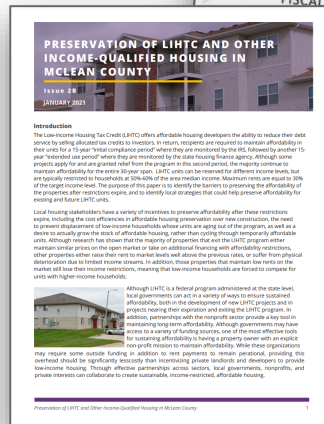 FISCAL
PRESERVATION OF LIHTC AND OTHER
INCOME-QUALIFIED HOUSING IN
MCLEAN COUNTY
Issue 28
JANUARY 2021
Introduction
The Low-Income Housing Tax Credit (LIHTC) offers affordable housing developers the ability to reduce their debt
service by selling allocated tax credits to investors. In return, recipients are required to maintain affordability in
their units for a 15-year "initial compliance period" where they are monitored by the IRS, followed by another 15-
year "extended use period" where they are monitored by the state housing finance agency. Although some
projects apply for and are granted relief from the program in this second period, the majority continue to
maintain affordability for the entire 30-year span. LIHTC units can be reserved for different income levels, but
are typically restricted to households at 50%-60% of the area median income. Maximum rents are equal to 30%
of the target income level. The purpose of this paper is to identify the barriers to preserving the affordability of
the properties after restrictions expire, and to identify local strategies that could help preserve affordability for
existing and future LIHTC units.
Local housing stakeholders have a variety of incentives to preserve affordability after these restrictions
expire, including the cost efficiencies in affordable housing preservation over new construction, the need
to prevent displacement of low-income households whose units are aging out of the program, as well as a
desire to actually grow the stock of affordable housing, rather than cycling through temporarily affordable
units. Although research has shown that the majority of properties that exit the LIHTC program either
maintain similar prices on the open market or take on additional financing with affordability restrictions,
other properties either raise their rent to market levels well above the previous rates, or suffer from physical
deterioration due to limited income streams. In addition, those properties that maintain low rents on the
market still lose their income restrictions, meaning that low-income households are forced to compete for
units with higher-income households.
Although LIHTC is a federal program administered at the state level,
local governments can act in a variety of ways to ensure sustained
affordability, both in the development of new LIHTC projects and in
projects nearing their expiration and exiting the LIHTC program. In
addition, partnerships with the nonprofit sector provide a key tool in
maintaining long-term affordability. Although governments may have
access to a variety of funding sources, one of the most effective tools
for sustaining affordability is having a property owner with an explicit
non-profit mission to maintain affordability. While these organizations
may require some outside funding in addition to rent payments to remain perational, providing this
overhead should be significantly lesscostly than incentivizing private landlords and developers to provide
low-income housing. Through effective partnerships across sectors, local governments, nonprofits, and
private interests can collaborate to create sustainable, income-restricted, affordable housing.
Preservation of LIHTC and Other Income-Qualified Housing in McLean County 1